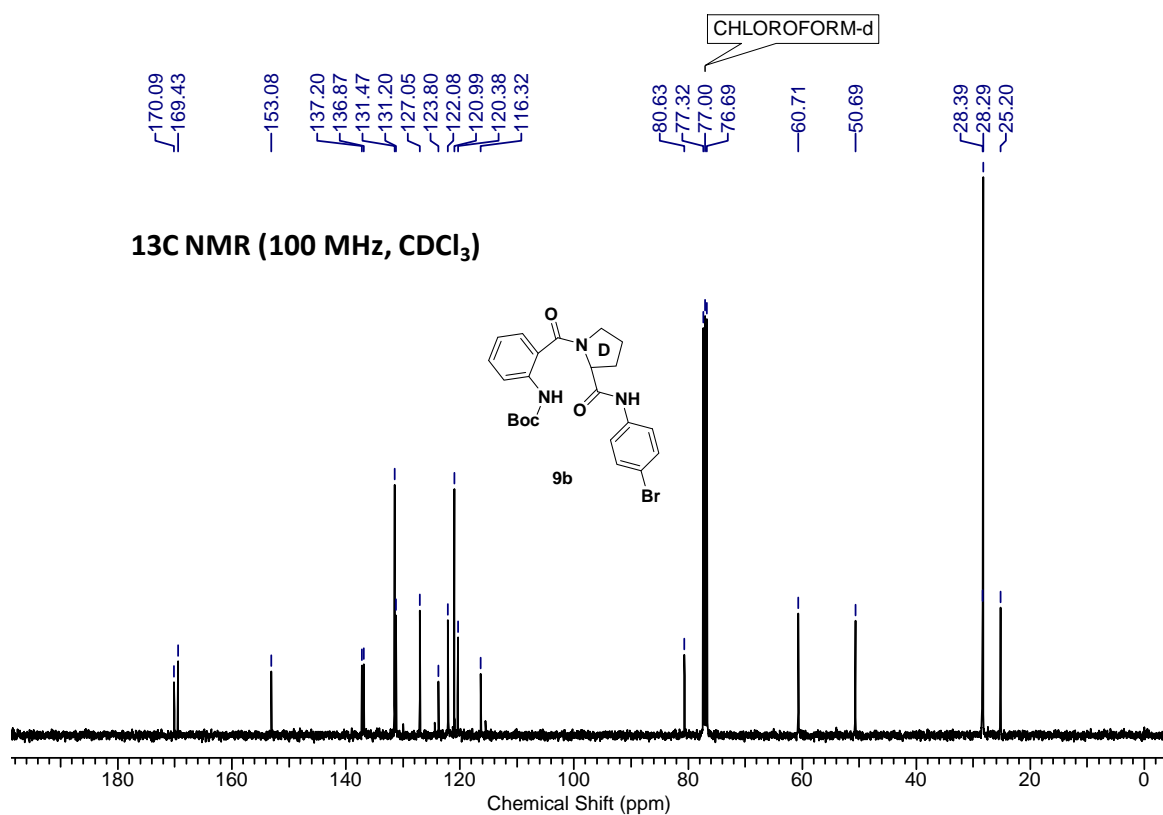 CHLOROFORM-d
170.09
169.43
153.08
137.20
136.87
131.47
131.20
127.05
123.80
122.08
120.99
120.38
116.32
80.63
77.32
77.00
76.69
60.71
50.69
28.39
28.29
25.20
13C NMR (100 MHz, CDCl₃)
O
N
D
NH
O
NH
Boc
9b
Br
180 160 140 120 100 80 60 40 20 0
Chemical Shift (ppm)